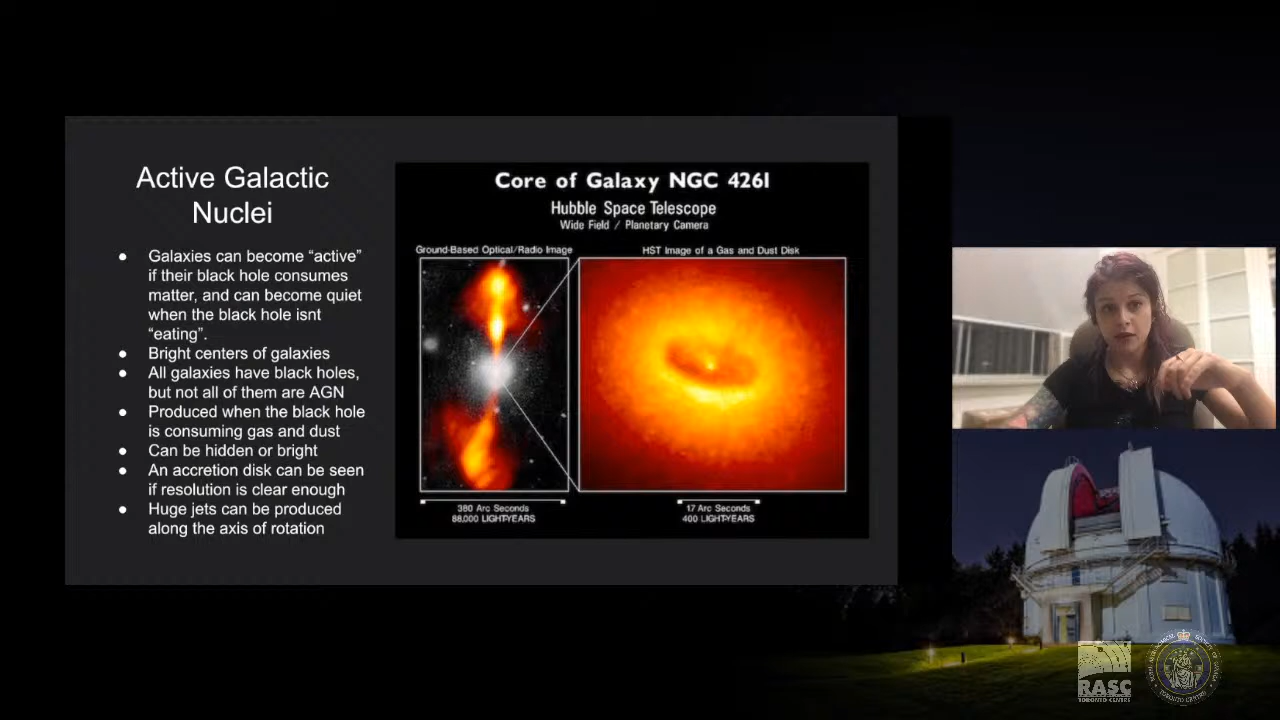 Active Galactic
Nuclei
● Galaxies can become “active”
if their black hole consumes
matter, and can become quiet
when the black hole isnt
“eating”.
● Bright centers of galaxies
● All galaxies have black holes,
but not all of them are AGN
● Produced when the black hole
is consuming gas and dust
● Can be hidden or bright
● An accretion disk can be seen
if resolution is clear enough
● Huge jets can be produced
along the axis of rotation
Core of Galaxy NGC 4261
Hubble Space Telescope
Wide Field / Planetary Camera
Ground-Based Optical/Radio Image
HST Image of a Gas and Dust Disk
380 Arc Seconds
88,000 LIGHT-YEARS
17 Arc Seconds
400 LIGHT-YEARS
RASC
TORONTO CENTRE
TORONTO CENTRE